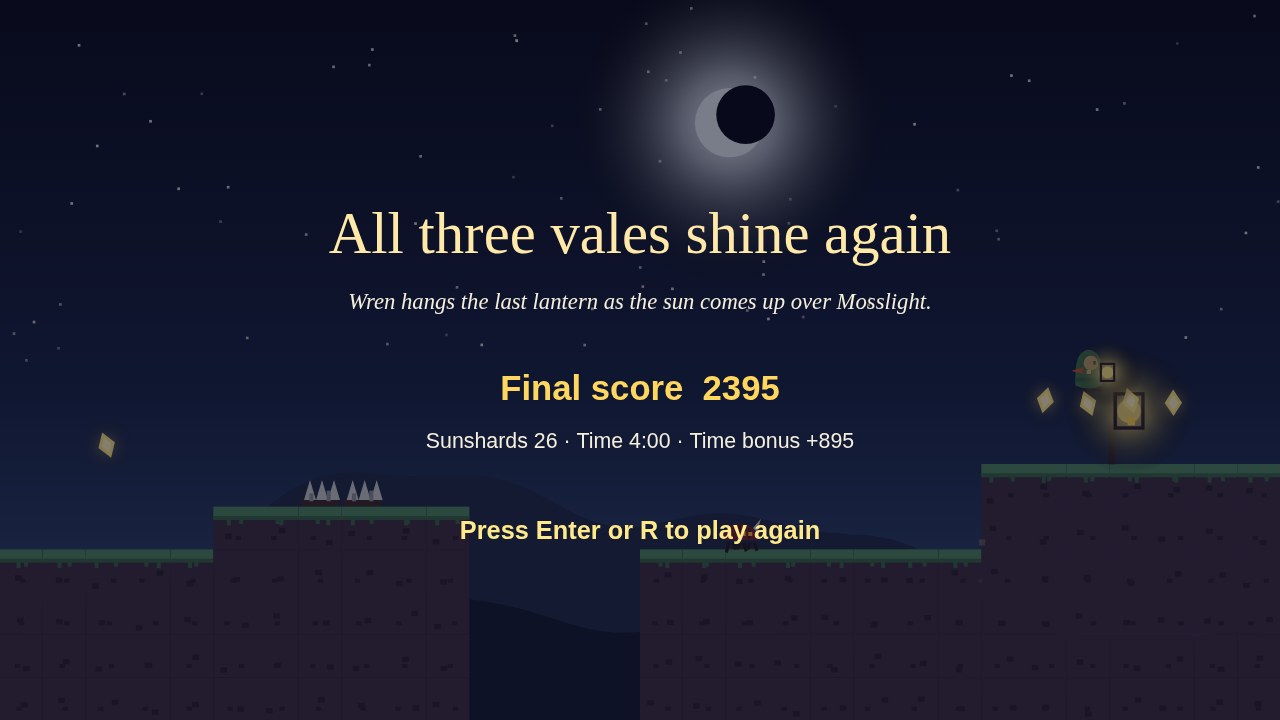 All three vales shine again
Wren hangs the last lantern as the sun comes up over Mosslight.
Final score 2395
Sunshards 26 · Time 4:00 · Time bonus +895
Press Enter or R to play again